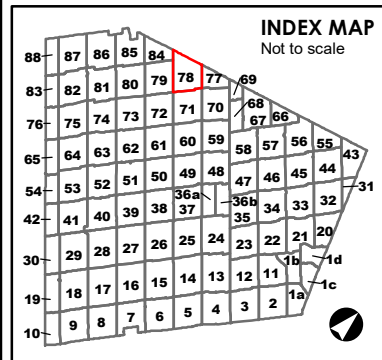 INDEX MAP
Not to scale
88 87 86 85 84
83 82 81 80 79 78 77 69
76 75 74 73 72 71 70 68 67 66
65 64 63 62 61 60 59 58 57 56 55 43
54 53 52 51 50 49 48 47 46 45 44 31
42 41 40 39 38 37 36a 36b 35 34 33 32
30 29 28 27 26 25 24 23 22 21 20
19 18 17 16 15 14 13 12 11 1b 1d
10 9 8 7 6 5 4 3 2 1a 1c